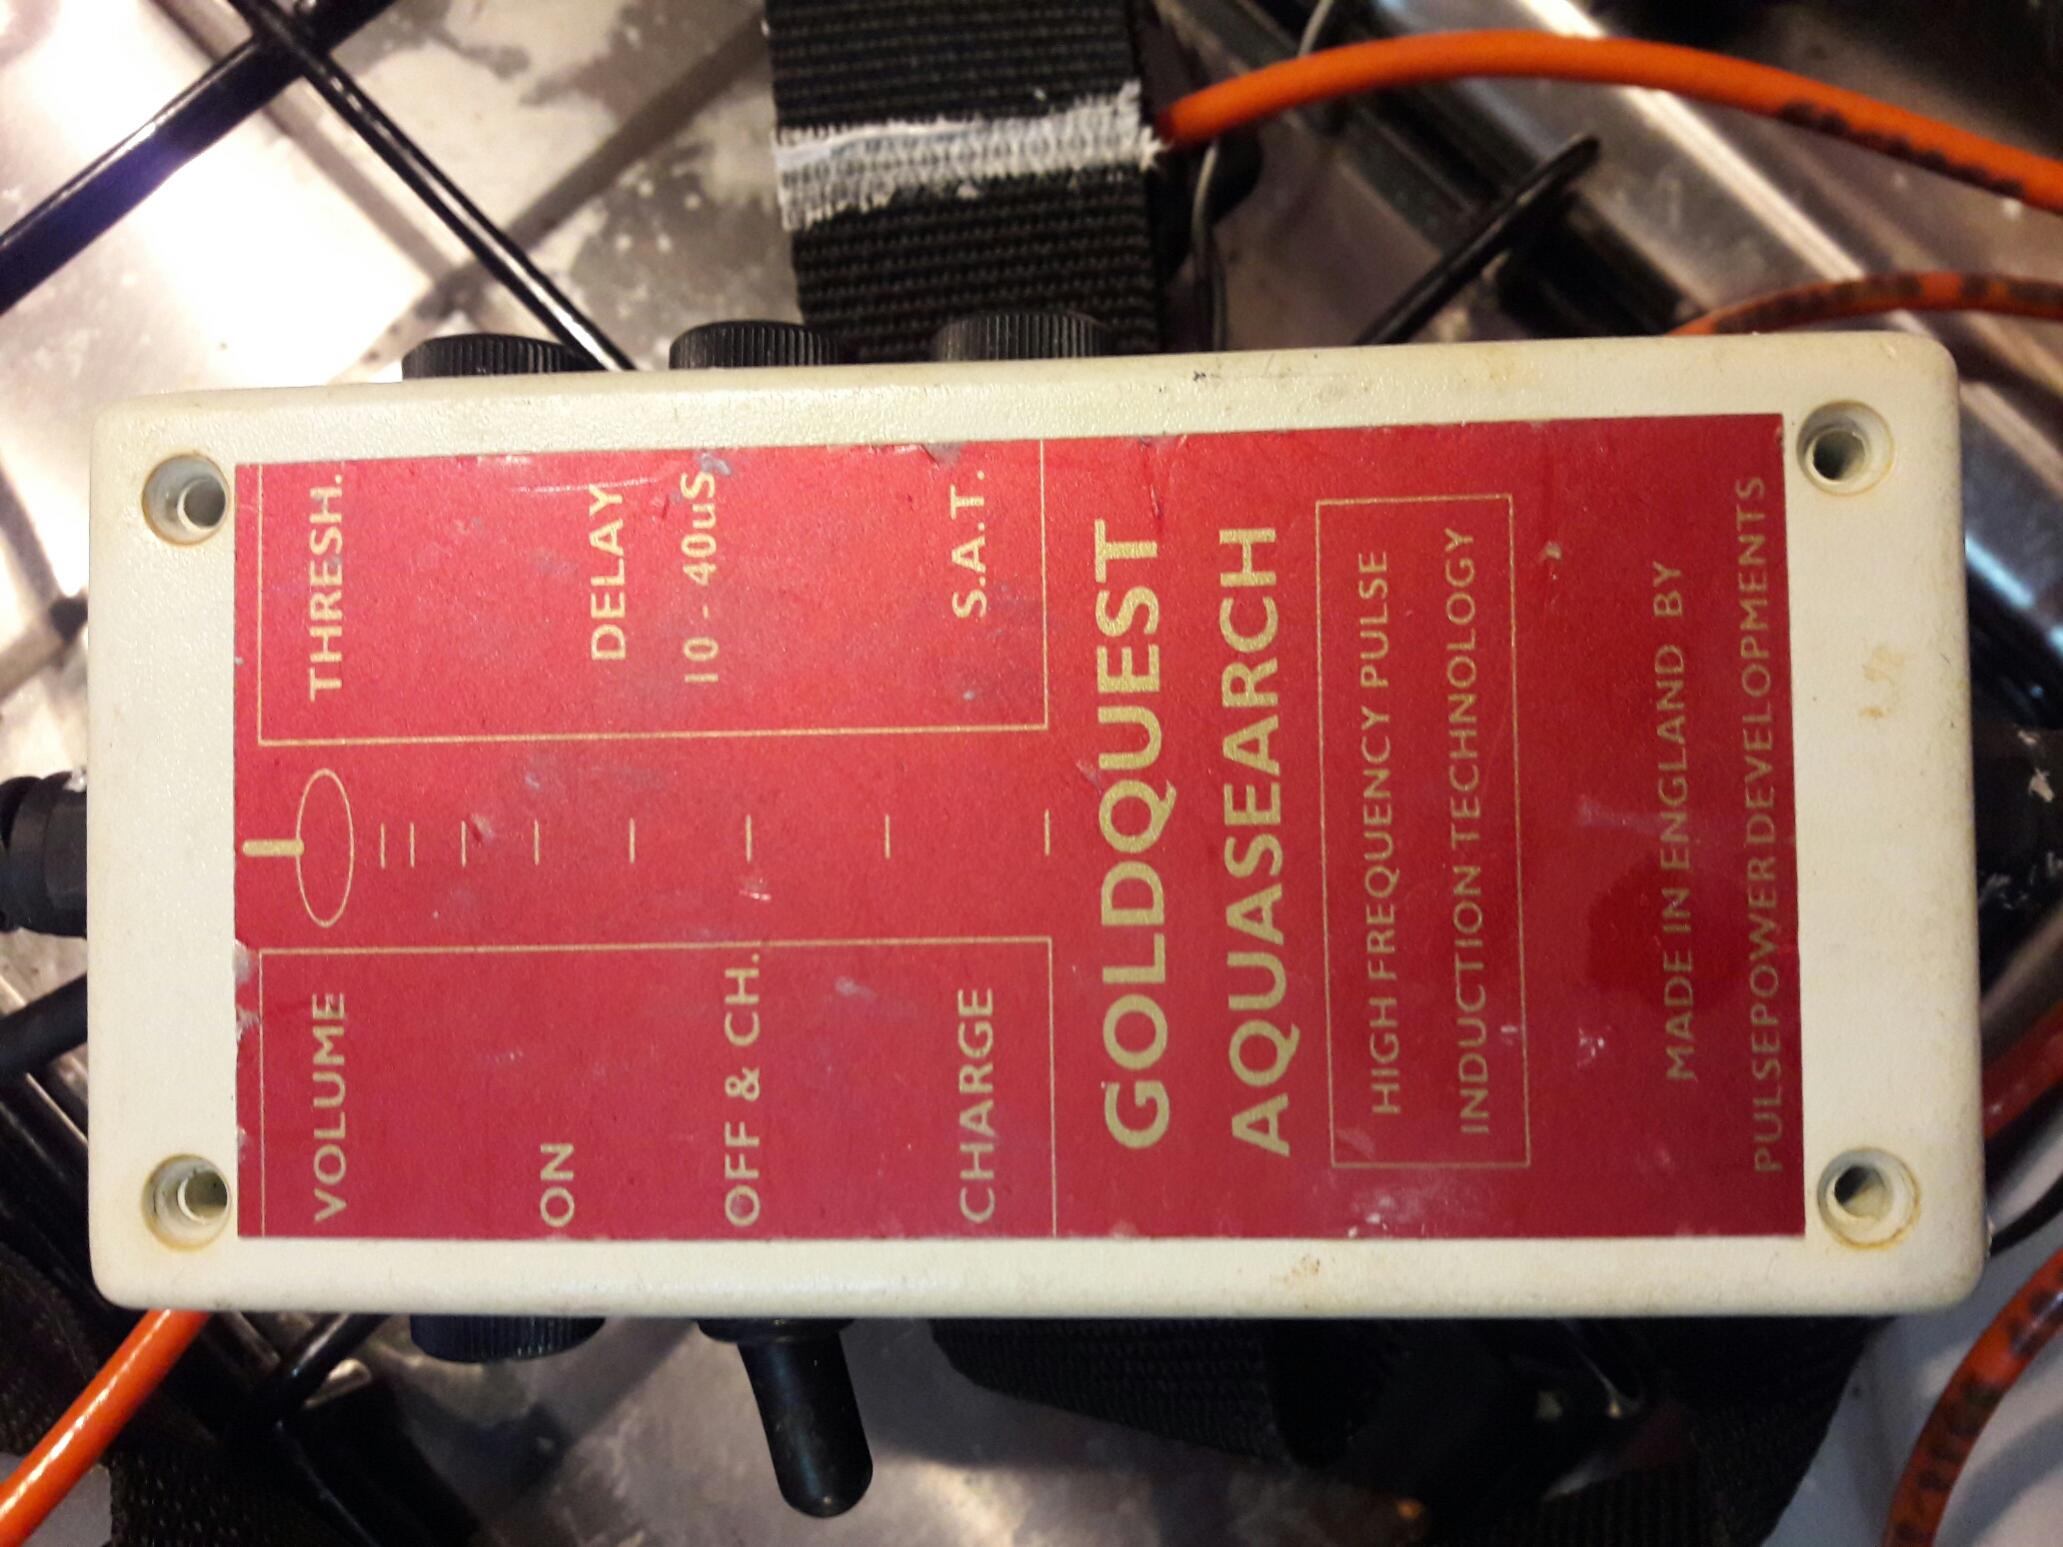 VOLUME
THRESH.
ON
DELAY
10 - 40uS
OFF & CH.
CHARGE
S.A.T.
GOLDQUEST
AQUASEARCH
HIGH FREQUENCY PULSE
INDUCTION TECHNOLOGY
MADE IN ENGLAND BY
PULSEPOWER DEVELOPMENTS